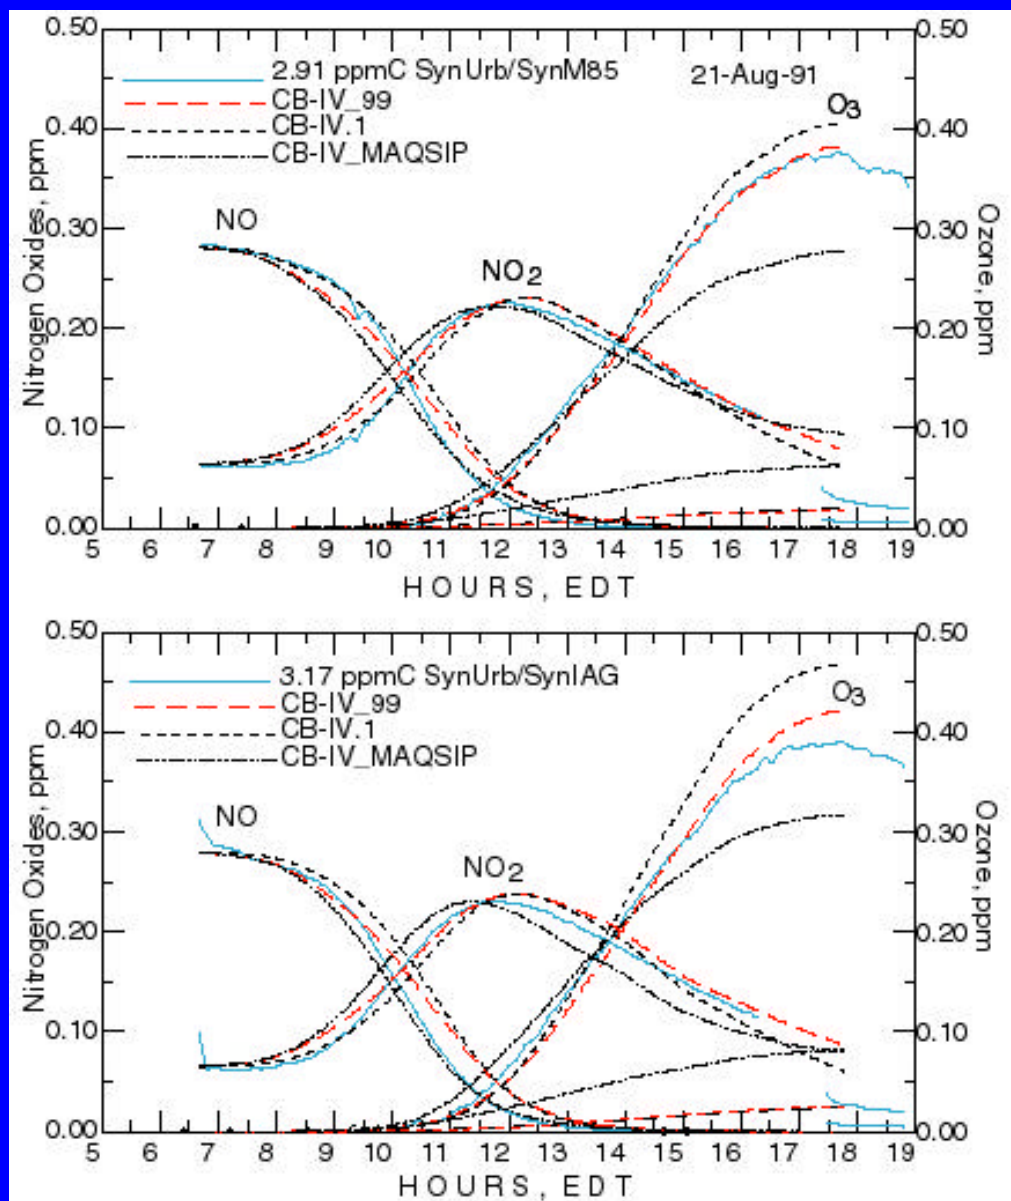 0.50
0.50
2.91 ppmC SynUrb/SynM85
21-Aug-91
CB-IV_99
O3
0.40
CB-IV.1
0.40
CB-IV_MAQSIP
NO
0.30
0.30
NO2
Nitrogen Oxides, ppm
Ozone, ppm
0.20
0.20
0.10
0.10
0.00
0.00
5 6 7 8 9 10 11 12 13 14 16 17 18 19
HOURS, EDT
0.50
0.50
3.17 ppmC SynUrb/SynIAG
CB-IV_99
O3
CB-IV.1
0.40
0.40
CB-IV_MAQSIP
NO
0.30
0.30
NO2
Nitrogen Oxides, ppm
Ozone, ppm
0.20
0.20
0.10
0.10
0.00
0.00
5 6 7 8 9 10 11 12 13 14 16 17 18 19
HOURS, EDT